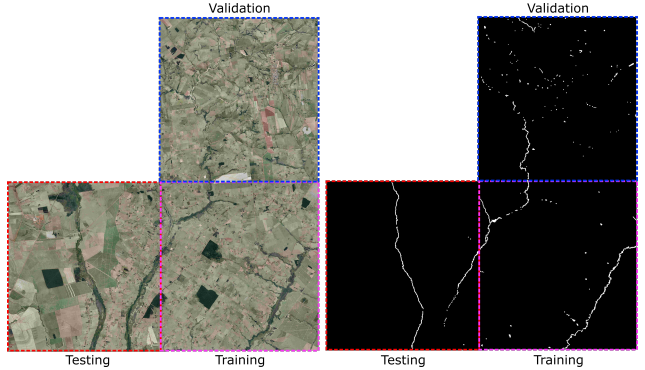 Validation
Validation
Testing
Training
Testing
Training